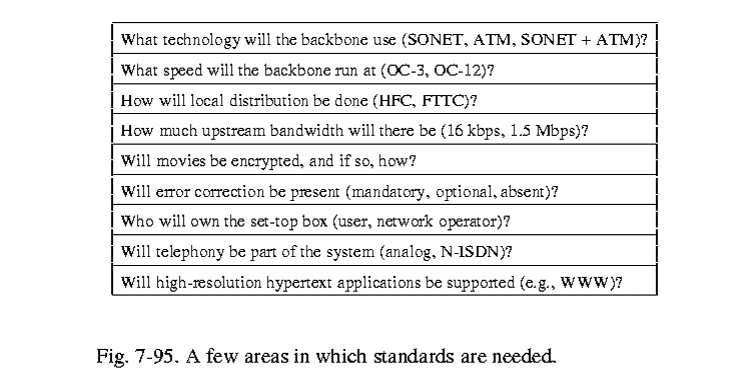 What technology will the backbone use (SONET, ATM, SONET + ATM)?
What speed will the backbone run at (OC-3, OC-12)?
How will local distribution be done (HFC, FTTC)?
How much upstream bandwidth will there be (16 kbps, 1.5 Mbps)?
Will movies be encrypted, and if so, how?
Will error correction be present (mandatory, optional, absent)?
Who will own the set-top box (user, network operator)?
Will telephony be part of the system (analog, N-ISDN)?
Will high-resolution hypertext applications be supported (e.g., WWW)?
Fig. 7-95. A few areas in which standards are needed.